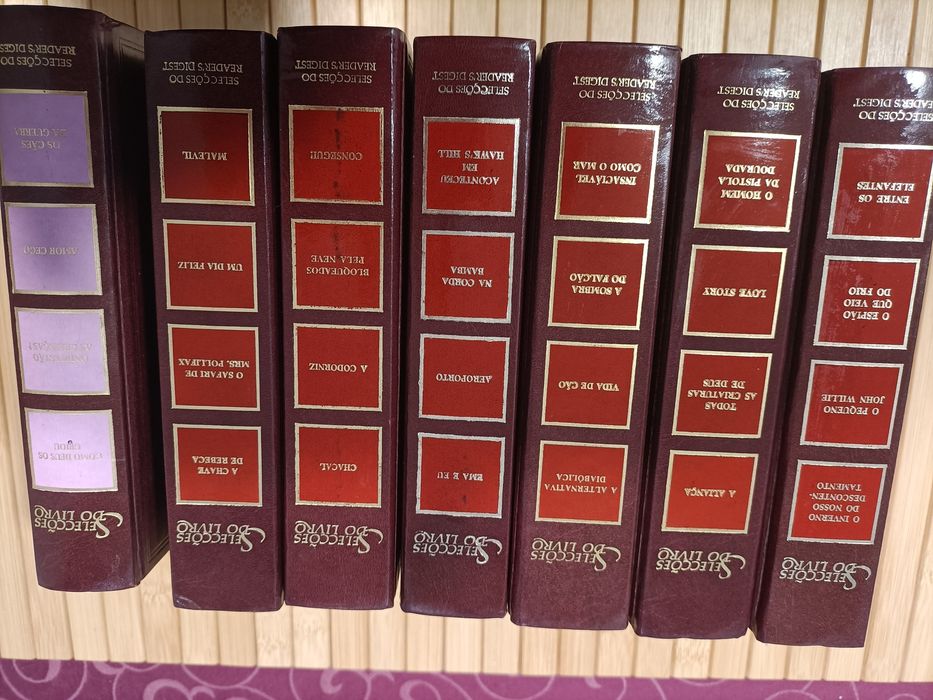 SELECÇÕES
DO LIVRO
O INVERNO
DO NOSSO
DESCONTEN-
TAMENTO
O PEQUENO
JOHN WILLIE
O ESPIÃO
QUE VEIO
DO FRIO
ENTRE OS
ELEFANTES
SELECÇÕES DO
READER'S DIGEST
SELECÇÕES
DO LIVRO
A ALIANÇA
TODAS
AS CRIATURAS
DE DEUS
LOVE STORY
O HOMEM
DA PISTOLA
DOURADA
SELECÇÕES DO
READER'S DIGEST
SELECÇÕES
DO LIVRO
A ALTERNATIVA
DIABÓLICA
VIDA DE CÃO
A SOMBRA
DO FALCÃO
INSACIÁVEL
COMO O MAR
SELECÇÕES DO
READER'S DIGEST
SELECÇÕES
DO LIVRO
EMA E EU
AEROPORTO
NA CORDA
BAMBA
ACONTECEU
EM
HAWK'S HILL
SELECÇÕES DO
READER'S DIGEST
SELECÇÕES
DO LIVRO
CHACAL
A CODORNIZ
BLOQUEADOS
PELA NEVE
CONSEGUI!
SELECÇÕES DO
READER'S DIGEST
SELECÇÕES
DO LIVRO
A CHAVE
DE REBECA
O SAFARI DE
MRS. POLLIFAX
UM DIA FELIZ
MALEVIL
SELECÇÕES DO
READER'S DIGEST
SELECÇÕES
DO LIVRO
COMO DEUS OS
CRIOU
ONDE ESTÃO
AS CRIANÇAS?
AMOR CEGO
OS CÃES
DA GUERRA
SELECÇÕES DO
READER'S DIGEST